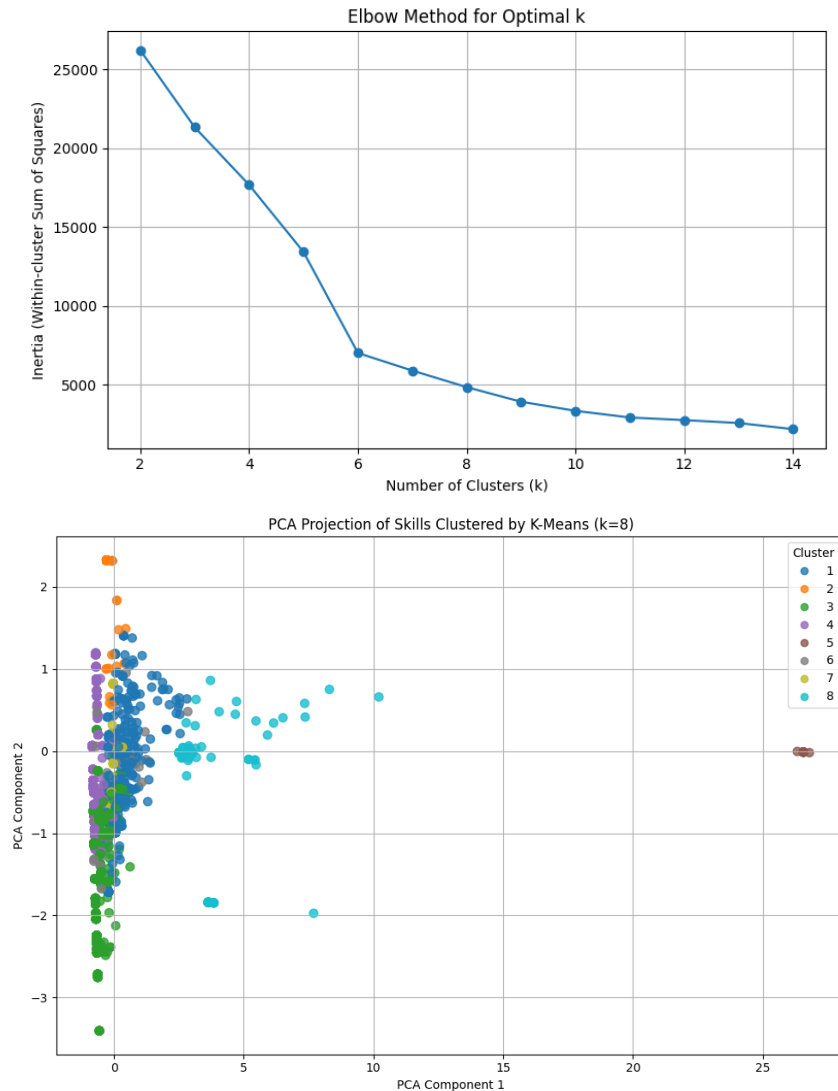 Elbow Method for Optimal k
25000
20000
15000
10000
5000
Inertia (Within-cluster Sum of Squares)
2 4 6 8 10 12 14
Number of Clusters (k)
PCA Projection of Skills Clustered by K-Means (k=8)
Cluster
1
2
3
4
5
6
7
8
2
1
0
−1
−2
−3
PCA Component 2
0 5 10 15 20 25
PCA Component 1